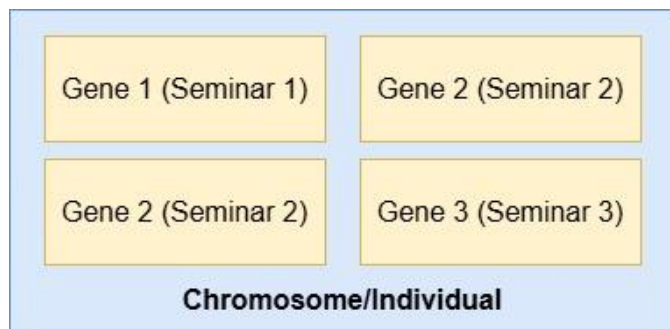 Gene 1 (Seminar 1)
Gene 2 (Seminar 2)
Gene 2 (Seminar 2)
Gene 3 (Seminar 3)
Chromosome/Individual